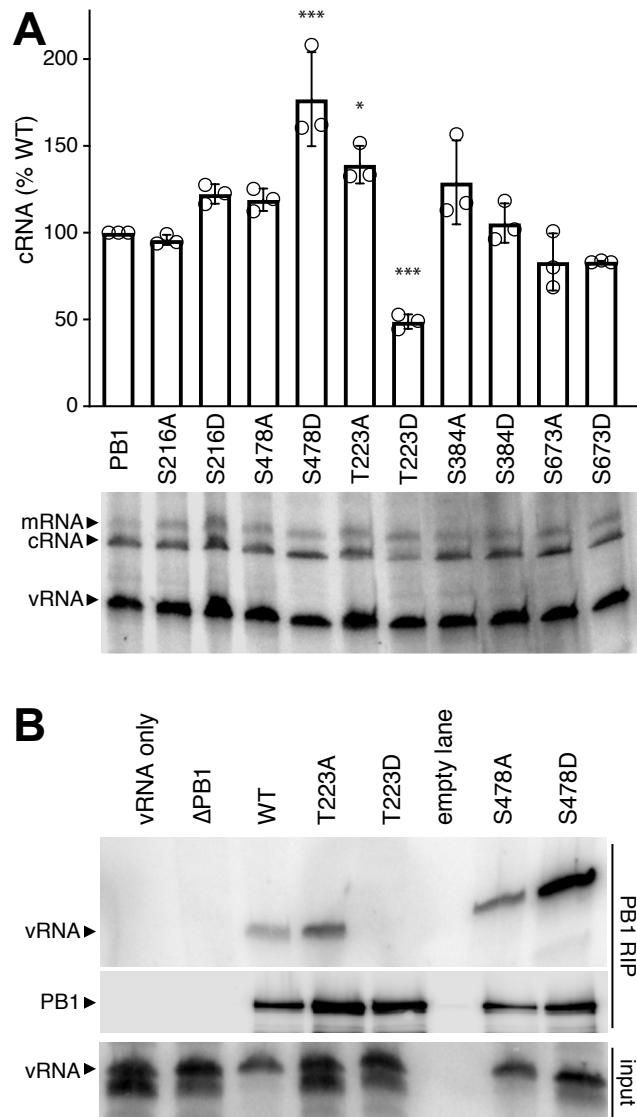 A
200
150
100
50
0
cRNA (% WT)
***
*
***
PB1
S216A
S216D
S478A
S478D
T223A
T223D
S384A
S384D
S673A
S673D
mRNA
cRNA
vRNA
B
vRNA only
ΔPB1
WT
T223A
T223D
empty lane
S478A
S478D
vRNA
PB1
PB1 RIP
vRNA
input